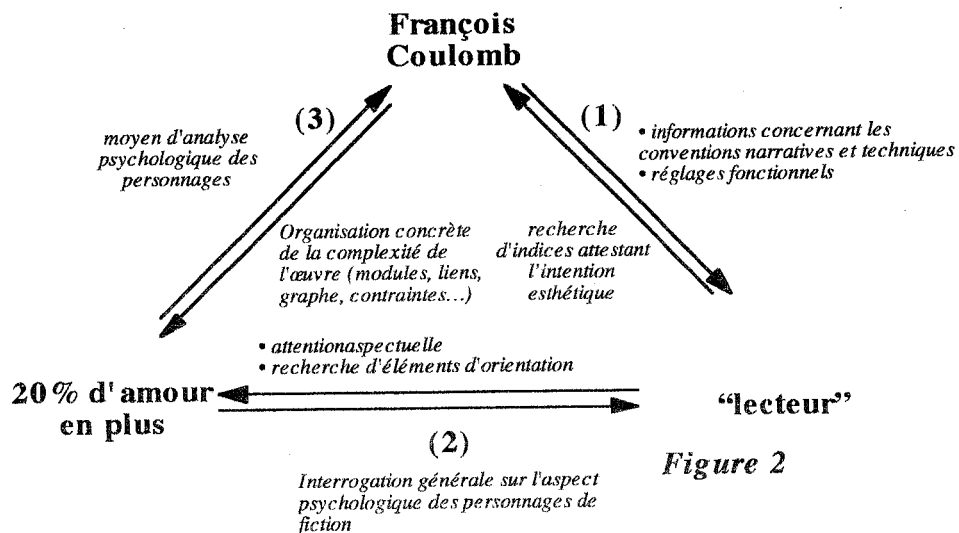 François
Coulomb
(3)
(1)
moyen d'analyse
psychologique des
personnages
• informations concernant les
conventions narratives et techniques
• réglages fonctionnels
Organisation concrète
de la complexité de
l'œuvre (modules, liens,
graphe, contraintes...)
recherche
d'indices attestant
l'intention
esthétique
• attentionaspectuelle
• recherche d'éléments d'orientation
20% d'amour
en plus
“lecteur”
(2)
Figure 2
Interrogation générale sur l'aspect
psychologique des personnages de
fiction